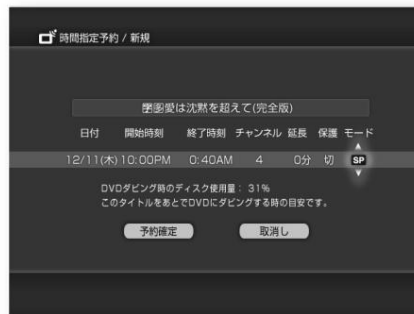 時間指定予約 / 新規
愛は沈黙を超えて(完全版)
日付 開始時刻 終了時刻 チャンネル 延長 保護 モード
12/11(木) 10:00PM 0:40AM 4 0分 切 SP
DVDダビング時のディスク使用量： 31%
このタイトルをあとでDVDにダビングする時の目安です。
予約確定 取消し